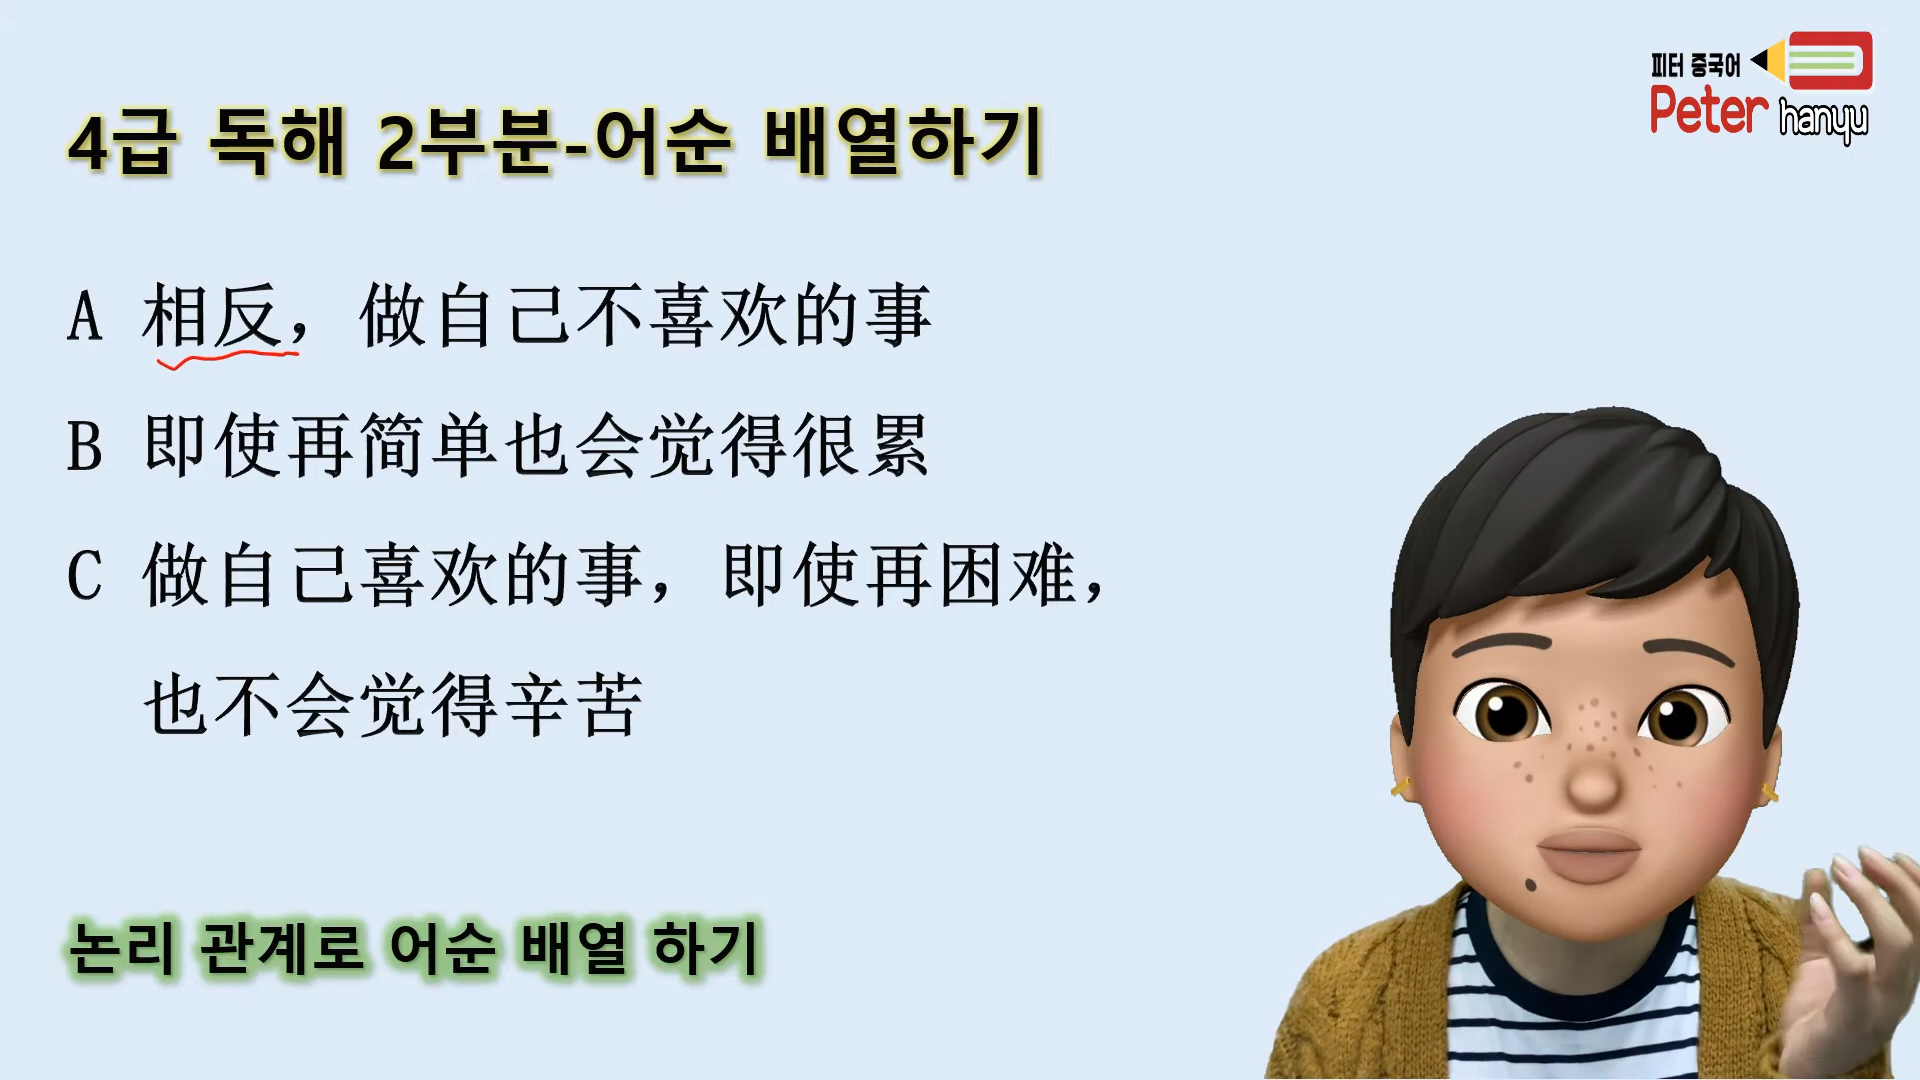 피터 중국어
Peter hanyu
4급 독해 2부분-어순 배열하기
A 相反，做自己不喜欢的事
B 即使再简单也会觉得很累
C 做自己喜欢的事，即使再困难，
也不会觉得辛苦
논리 관계로 어순 배열 하기